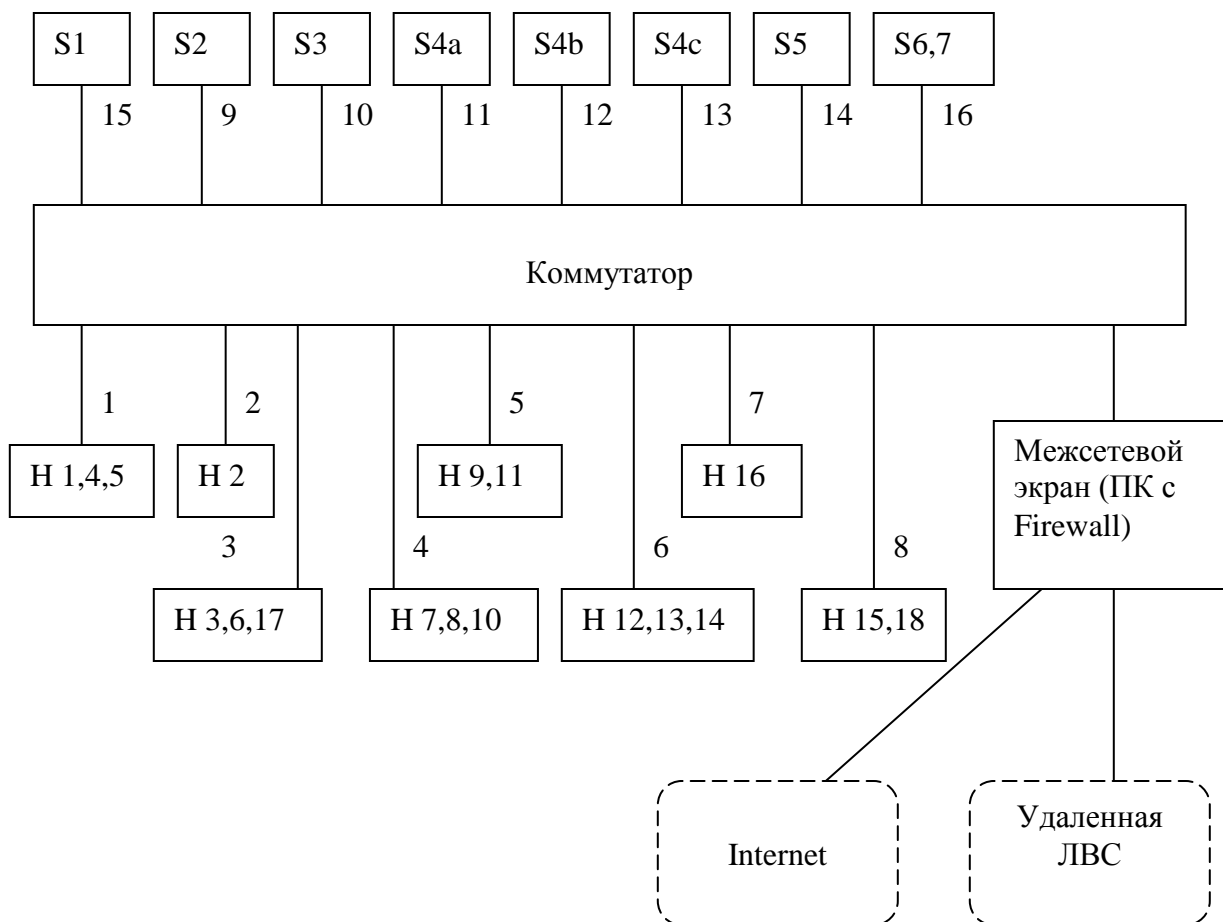 S1 S2 S3 S4a S4b S4c S5 S6,7
15 9 10 11 12 13 14 16
Коммутатор
1 2 5 7
Н 1,4,5 Н 2 Н 9,11 Н 16
Межсетевой
экран (ПК с
Firewall)
3 4 6 8
Н 3,6,17 Н 7,8,10 Н 12,13,14 Н 15,18
Internet
Удаленная
ЛВС